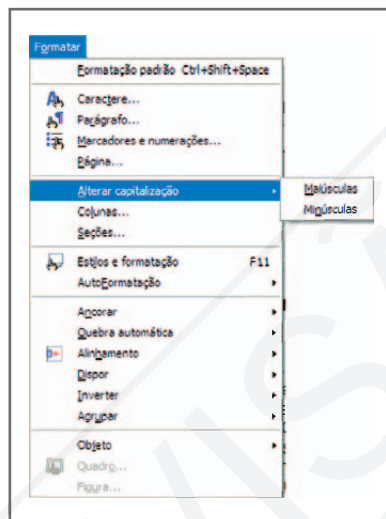 Formatar
Formatação padrão Ctrl+Shift+Space
Caractere...
Parágrafo...
Marcadores e numerações...
Página...
Alterar capitalização
Maiúsculas
Minúsculas
Colunas...
Seções...
Estilos e formatação F11
AutoFormatação
Ancorar
Quebra automática
Alinhamento
Dispor
Inverter
Agrupar
Objeto
Quadro...
Figura...